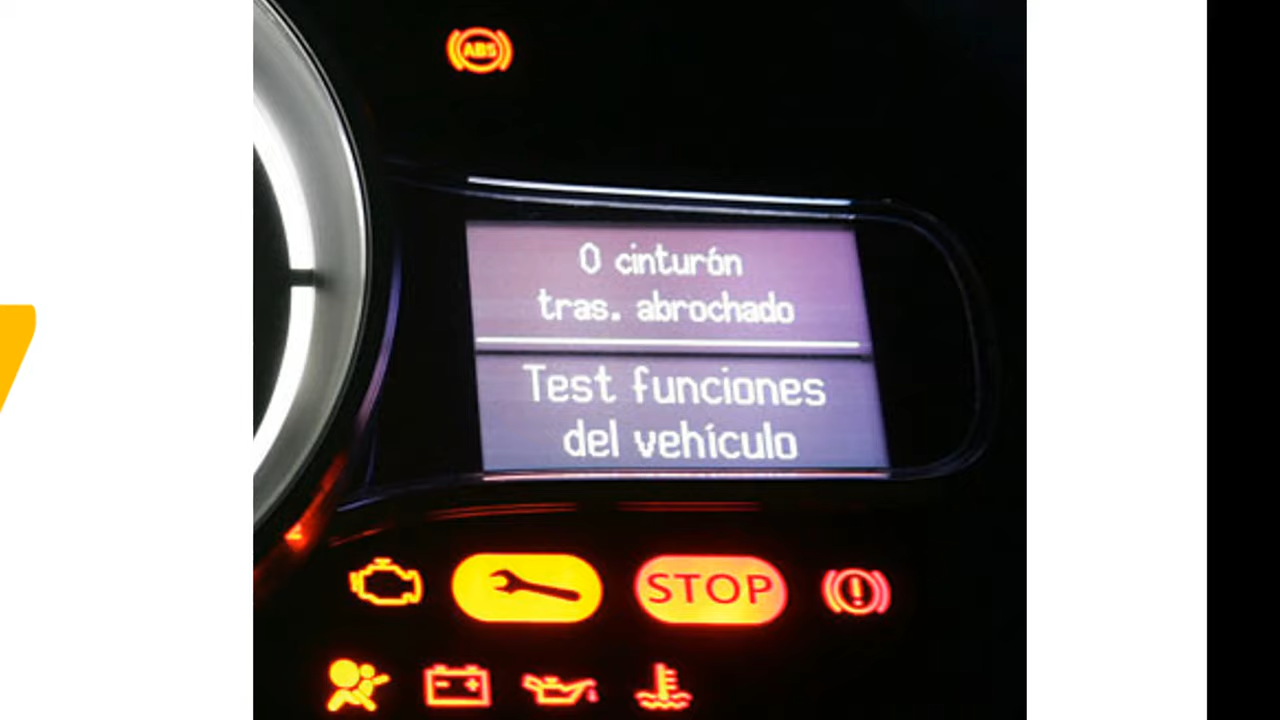 ABS
0 cinturón
tras. abrochado
Test funciones
del vehículo
STOP